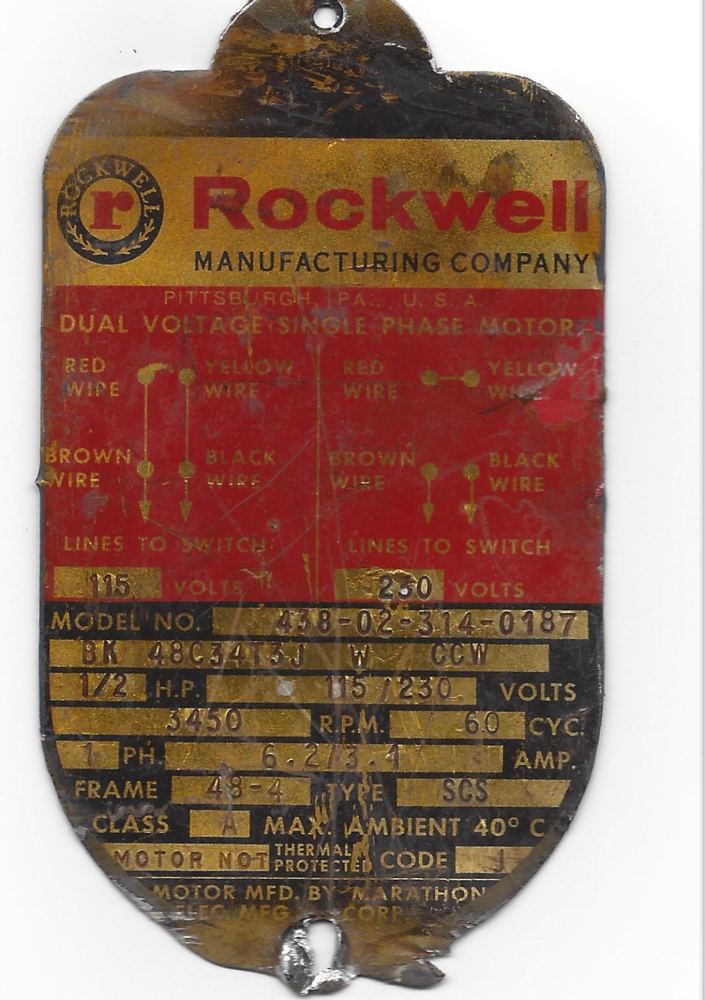 ROCKWELL
r
Rockwell
MANUFACTURING COMPANY
PITTSBURGH, PA., U. S. A.
DUAL VOLTAGE SINGLE PHASE MOTOR
RED WIRE YELLOW WIRE RED WIRE YELLOW
BROWN WIRE BLACK WIRE BROWN WIRE BLACK WIRE
LINES TO SWITCH LINES TO SWITCH
115 VOLTS 230 VOLTS
MODEL NO. 438-02-314-0187
BK 48C34T3J W CCW
1/2 H.P. 115/230 VOLTS
3450 R.P.M. 60 CYC.
1 PH. 6.2/3.1 AMP.
FRAME 48-4 TYPE SCS
CLASS A MAX. AMBIENT 40° C
MOTOR NOT THERMALLY PROTECTED CODE J
MOTOR MFD. BY MARATHON
ELEC. MFG. CORP.